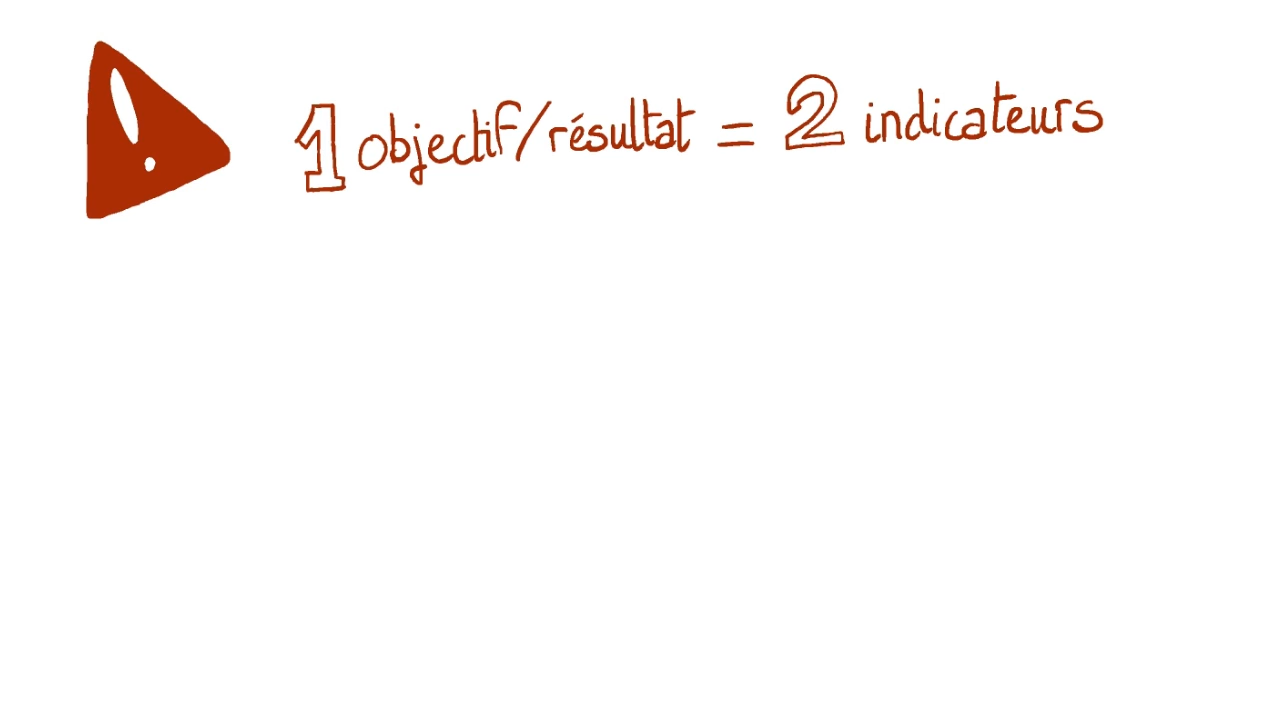 1 objectif/résultat = 2 indicateurs